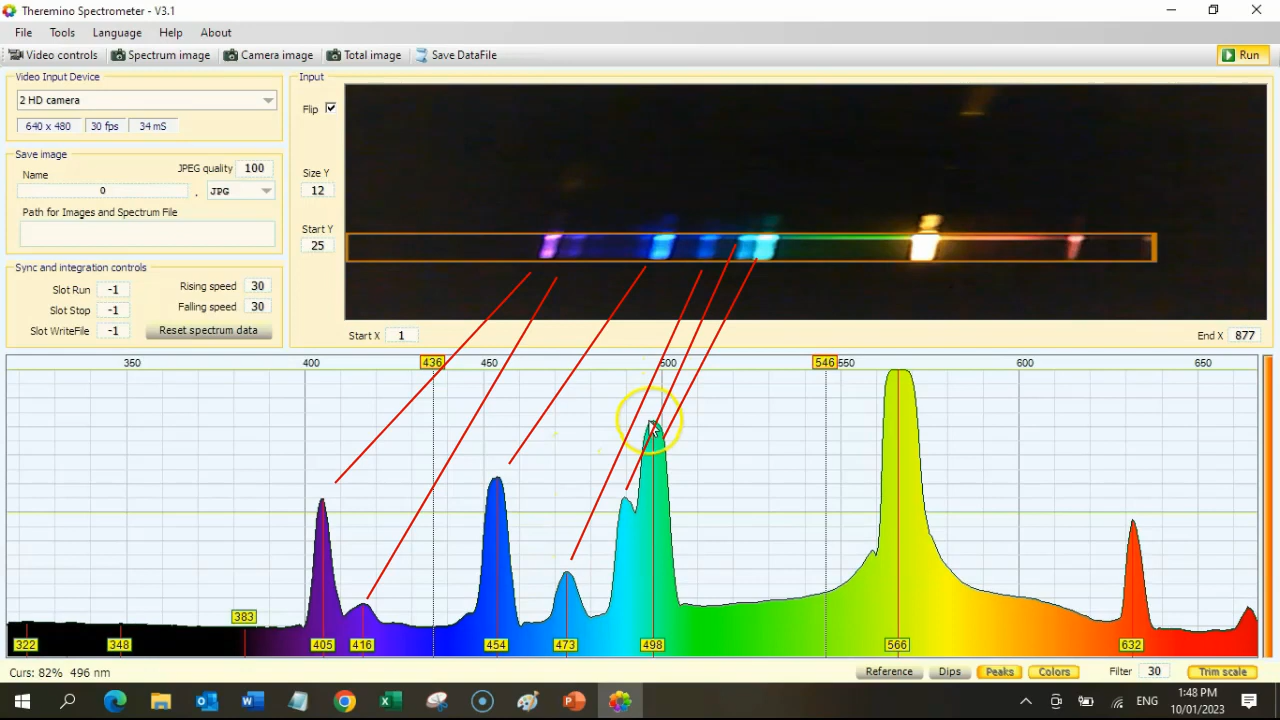 Theremino Spectrometer - V3.1
File Tools Language Help About
Video controls Spectrum image Camera image Total image Save DataFile Run
Video Input Device
2 HD camera
640 x 480 30 fps 34 mS
Save image
Name JPEG quality 100
0 . JPG
Path for Images and Spectrum File
Sync and integration controls
Slot Run -1 Rising speed 30
Slot Stop -1 Falling speed 30
Slot WriteFile -1 Reset spectrum data
Input
Flip
Size Y
12
Start Y
25
Start X 1 End X 877
350 400 436 450 500 546 550 600 650
383
322 348 405 416 454 473 498 566 632
Curs: 82% 496 nm Reference Dips Peaks Colors Filter 30 Trim scale
ENG 1:48 PM
10/01/2023